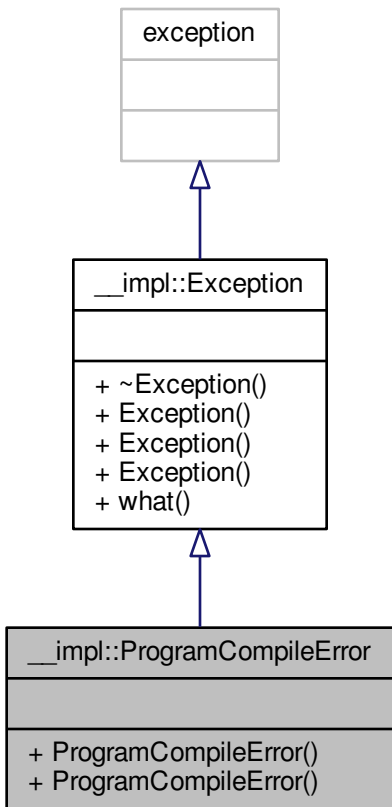 exception
__impl::Exception
+ ~Exception()
+ Exception()
+ Exception()
+ Exception()
+ what()
__impl::ProgramCompileError
+ ProgramCompileError()
+ ProgramCompileError()